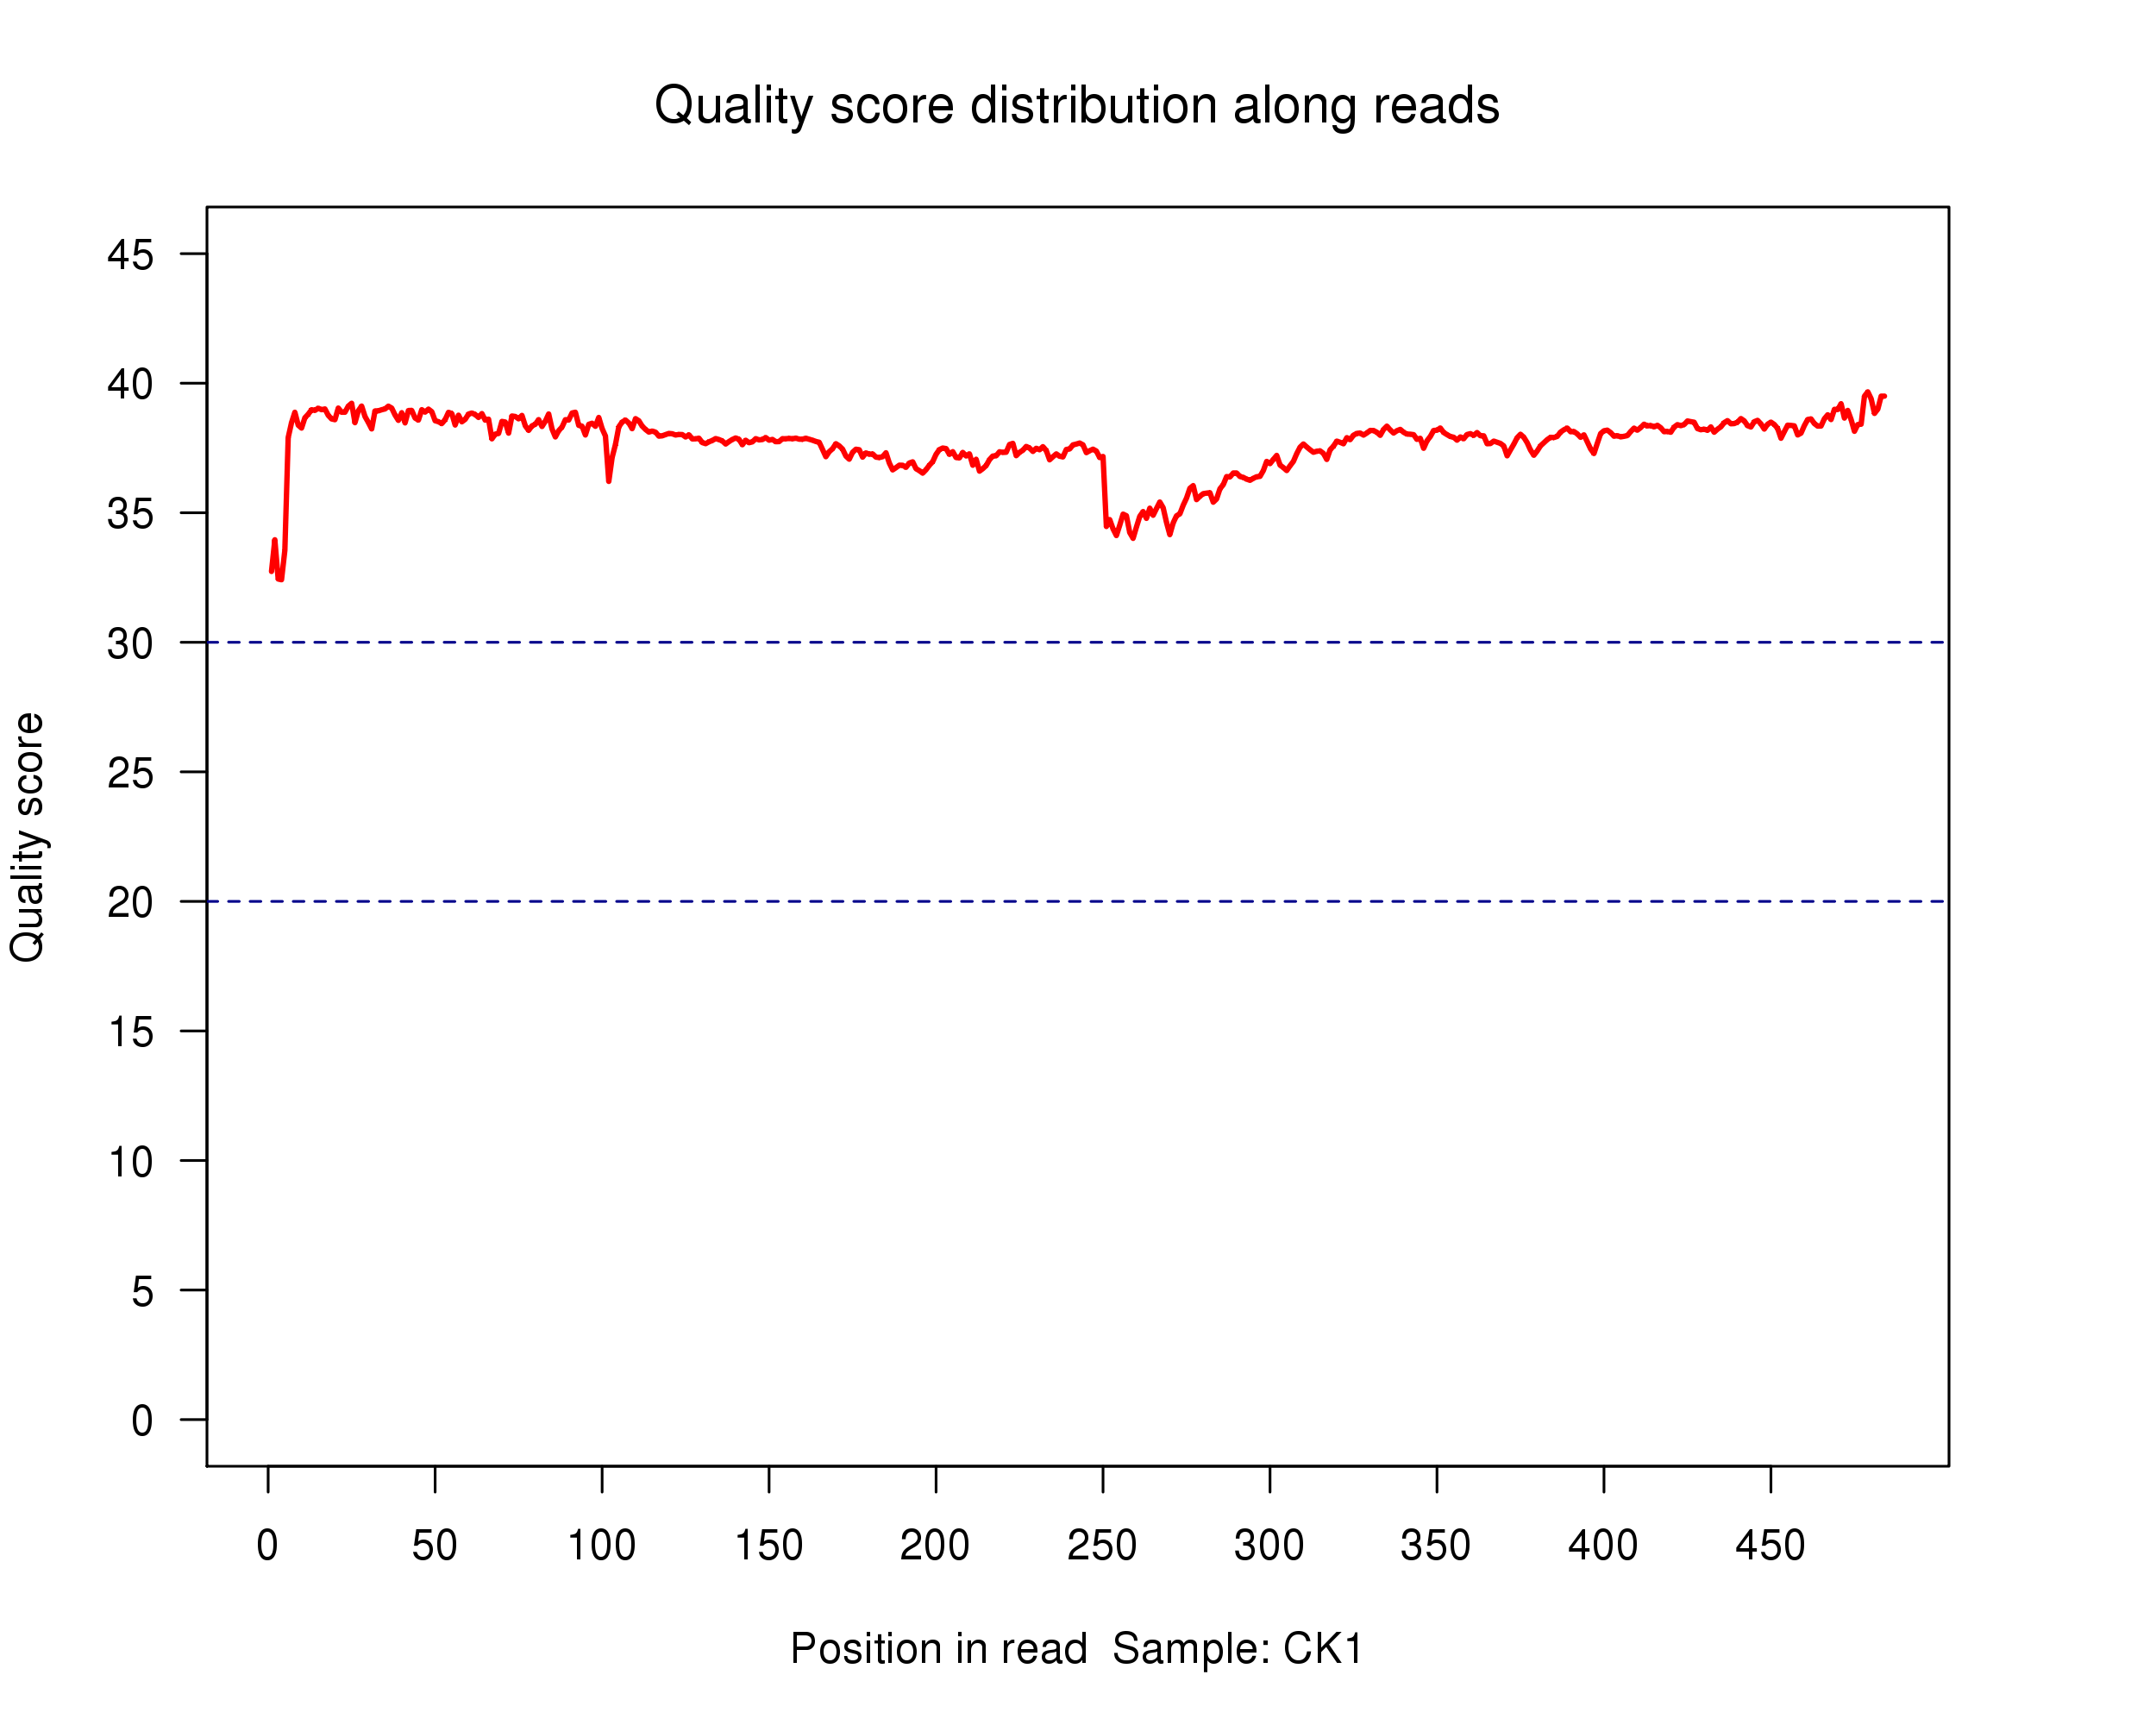 Quality score distribution along reads
45
40
35
30
25
20
15
10
5
0
Quality score
0 50 100 150 200 250 300 350 400 450
Position in read  Sample: CK1